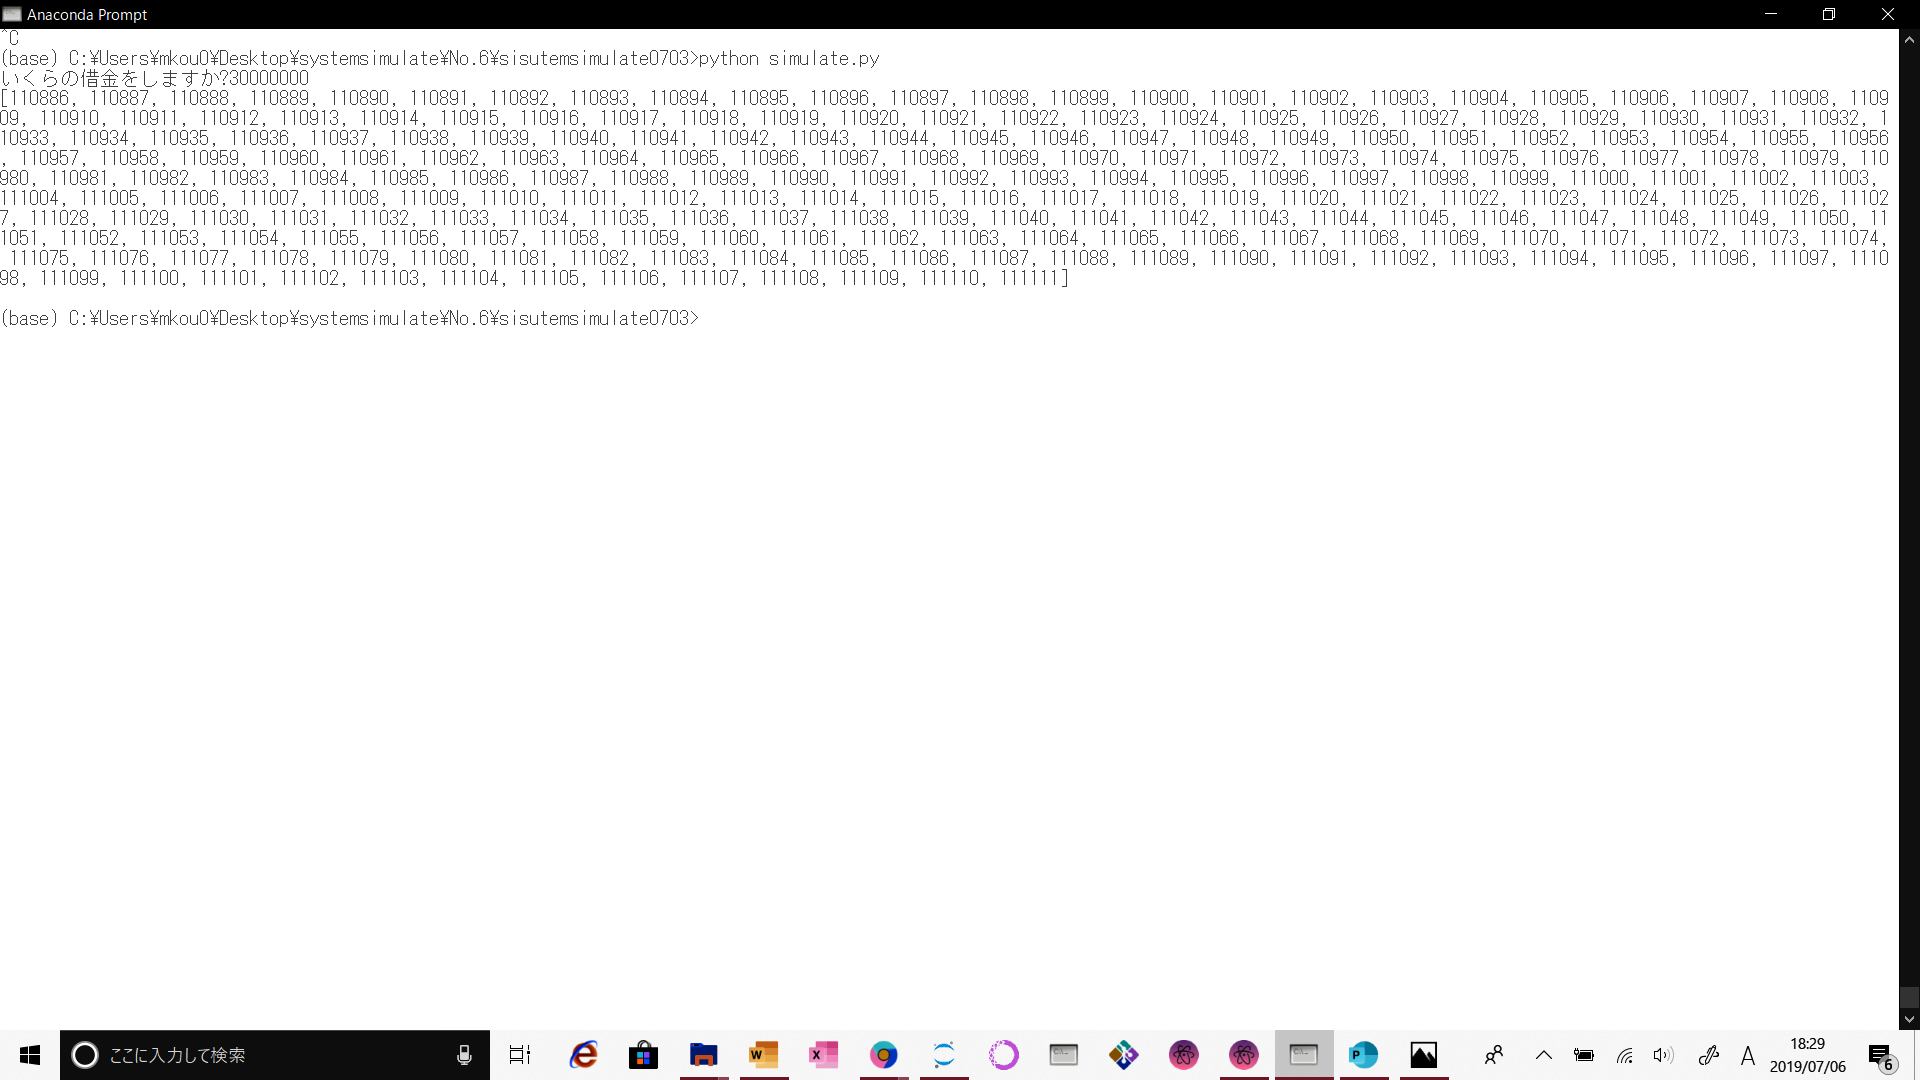 Anaconda Prompt
^C
(base) C:¥Users¥mkou0¥Desktop¥systemsimulate¥No.6¥sisutemsimulate0703>python simulate.py
いくらの借金をしますか?30000000
[110886, 110887, 110888, 110889, 110890, 110891, 110892, 110893, 110894, 110895, 110896, 110897, 110898, 110899, 110900, 110901, 110902, 110903, 110904, 110905, 110906, 110907, 110908, 1109
09, 110910, 110911, 110912, 110913, 110914, 110915, 110916, 110917, 110918, 110919, 110920, 110921, 110922, 110923, 110924, 110925, 110926, 110927, 110928, 110929, 110930, 110931, 110932, 1
10933, 110934, 110935, 110936, 110937, 110938, 110939, 110940, 110941, 110942, 110943, 110944, 110945, 110946, 110947, 110948, 110949, 110950, 110951, 110952, 110953, 110954, 110955, 110956
, 110957, 110958, 110959, 110960, 110961, 110962, 110963, 110964, 110965, 110966, 110967, 110968, 110969, 110970, 110971, 110972, 110973, 110974, 110975, 110976, 110977, 110978, 110979, 110
980, 110981, 110982, 110983, 110984, 110985, 110986, 110987, 110988, 110989, 110990, 110991, 110992, 110993, 110994, 110995, 110996, 110997, 110998, 110999, 111000, 111001, 111002, 111003,
111004, 111005, 111006, 111007, 111008, 111009, 111010, 111011, 111012, 111013, 111014, 111015, 111016, 111017, 111018, 111019, 111020, 111021, 111022, 111023, 111024, 111025, 111026, 11102
7, 111028, 111029, 111030, 111031, 111032, 111033, 111034, 111035, 111036, 111037, 111038, 111039, 111040, 111041, 111042, 111043, 111044, 111045, 111046, 111047, 111048, 111049, 111050, 11
1051, 111052, 111053, 111054, 111055, 111056, 111057, 111058, 111059, 111060, 111061, 111062, 111063, 111064, 111065, 111066, 111067, 111068, 111069, 111070, 111071, 111072, 111073, 111074,
111075, 111076, 111077, 111078, 111079, 111080, 111081, 111082, 111083, 111084, 111085, 111086, 111087, 111088, 111089, 111090, 111091, 111092, 111093, 111094, 111095, 111096, 111097, 1110
98, 111099, 111100, 111101, 111102, 111103, 111104, 111105, 111106, 111107, 111108, 111109, 111110, 111111]
(base) C:¥Users¥mkou0¥Desktop¥systemsimulate¥No.6¥sisutemsimulate0703>
ここに入力して検索
A
18:29
2019/07/06
6